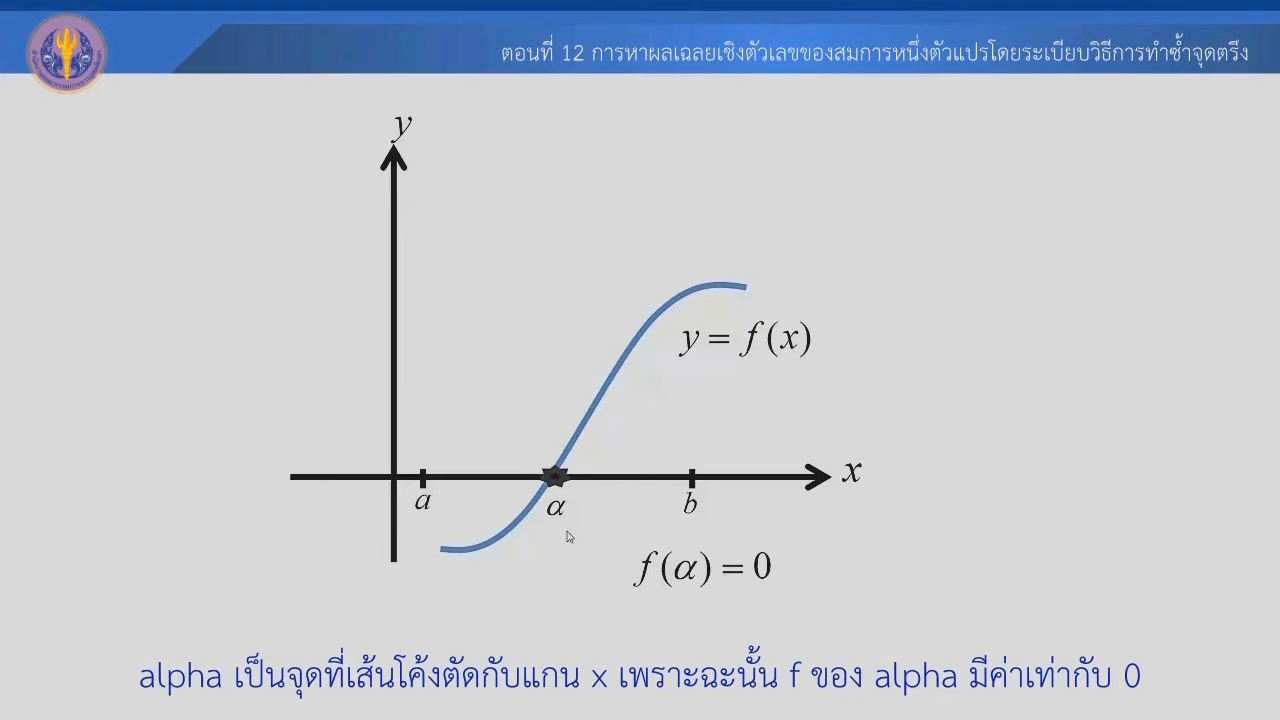 ตอนที่ 12 การหาผลเฉลยเชิงตัวเลขของสมการหนึ่งตัวแปรโดยระเบียบวิธีการทำซ้ำจุดตรึง
y
y = f(x)
x
a
α
b
f(α) = 0
alpha เป็นจุดที่เส้นโค้งตัดกับแกน x เพราะฉะนั้น f ของ alpha มีค่าเท่ากับ 0